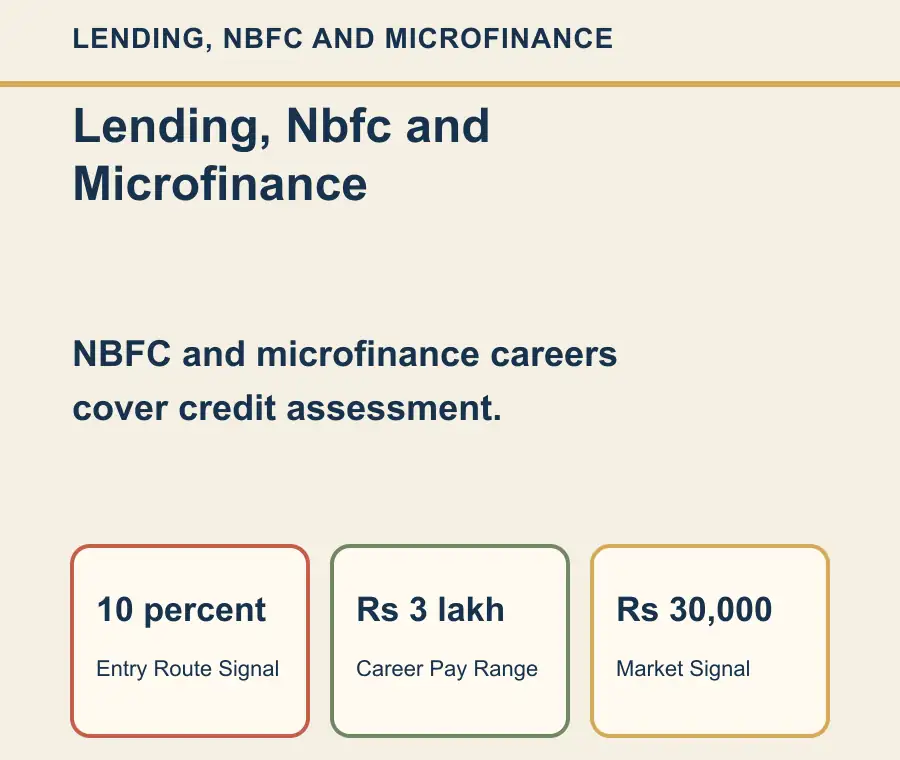 LENDING, NBFC AND MICROFINANCE
Lending, Nbfc and
Microfinance
NBFC and microfinance careers
cover credit assessment.
10 percent
Entry Route Signal
Rs 3 lakh
Career Pay Range
Rs 30,000
Market Signal